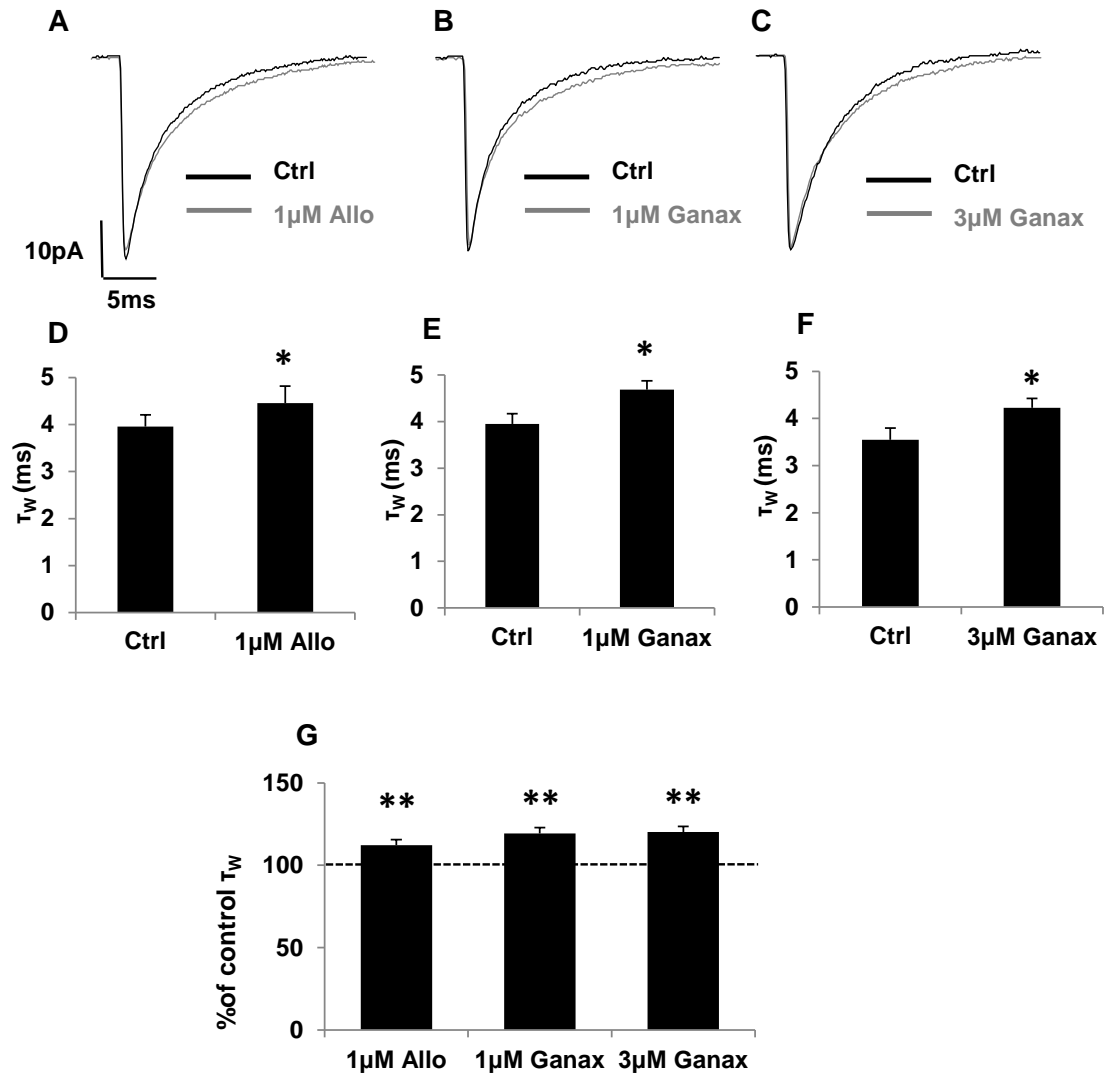 A
B
C
Ctrl
1µM Allo
Ctrl
1µM Ganax
Ctrl
3µM Ganax
10pA
5ms
D
*
5
4
3
2
1
0
τW (ms)
Ctrl
1µM Allo
E
*
5
4
3
2
1
0
τW (ms)
Ctrl
1µM Ganax
F
*
5
4
3
2
1
0
τW (ms)
Ctrl
3µM Ganax
G
**
**
**
150
100
50
0
%of control τW
1µM Allo
1µM Ganax
3µM Ganax